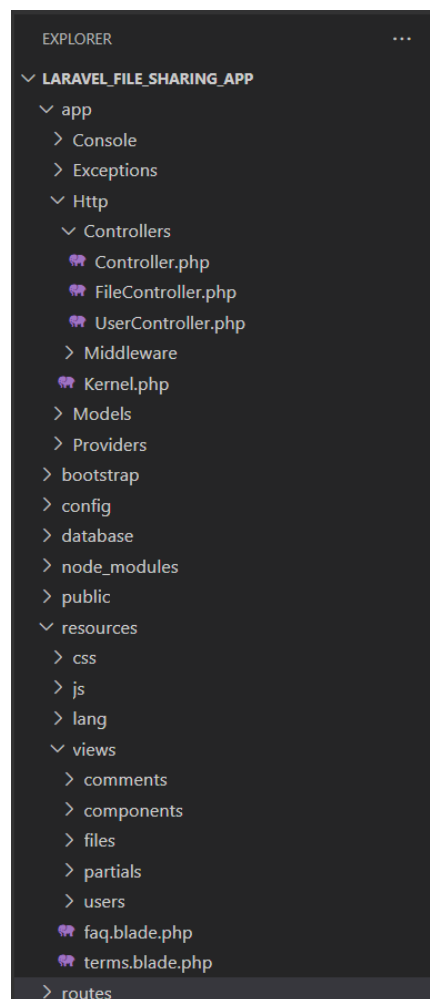 EXPLORER ...
LARAVEL_FILE_SHARING_APP
app
Console
Exceptions
Http
Controllers
Controller.php
FileController.php
UserController.php
Middleware
Kernel.php
Models
Providers
bootstrap
config
database
node_modules
public
resources
css
js
lang
views
comments
components
files
partials
users
faq.blade.php
terms.blade.php
routes